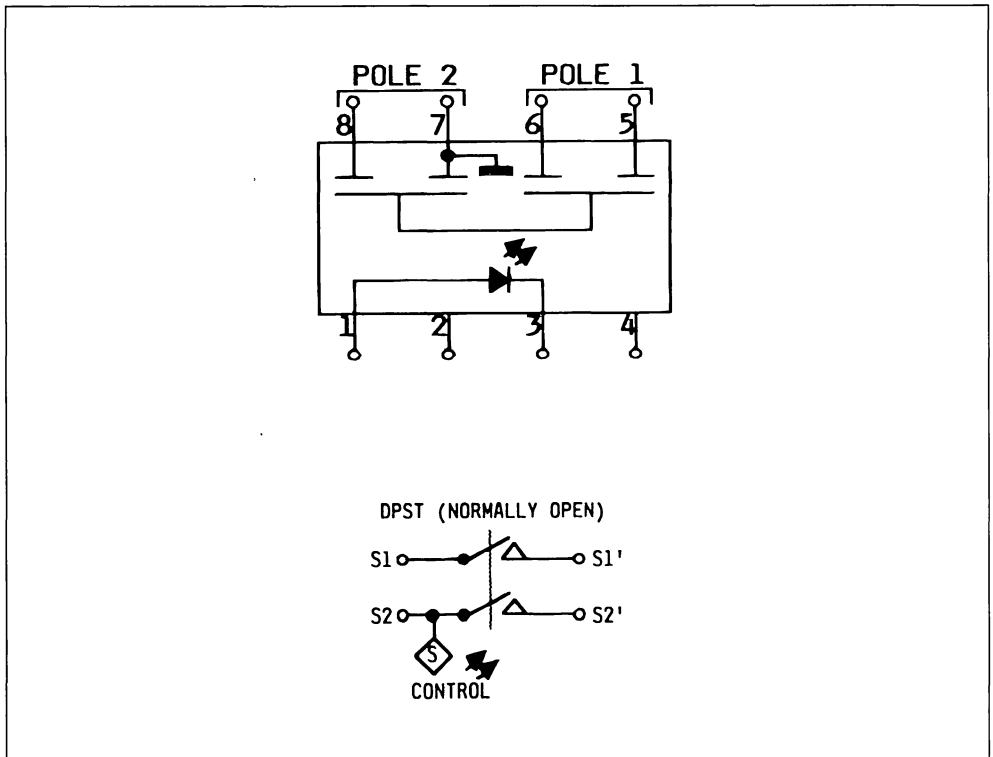 POLE 2 POLE 1
8 7 6 5
1 2 3 4
DPST (NORMALLY OPEN)
S1 S1'
S2 S2'
S
CONTROL